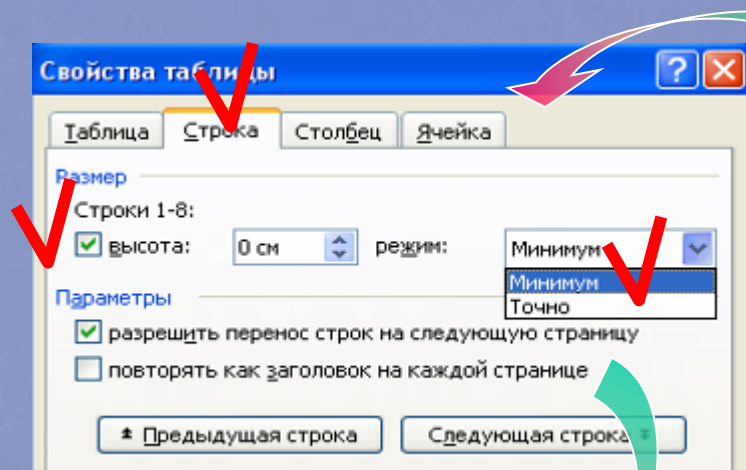 Свойства таблицы
Таблица Строка Столбец Ячейка
Размер
Строки 1-8:
высота: 0 см режим: Минимум
Минимум
Точно
Параметры
разрешить перенос строк на следующую страницу
повторять как заголовок на каждой странице
Предыдущая строка Следующая строка